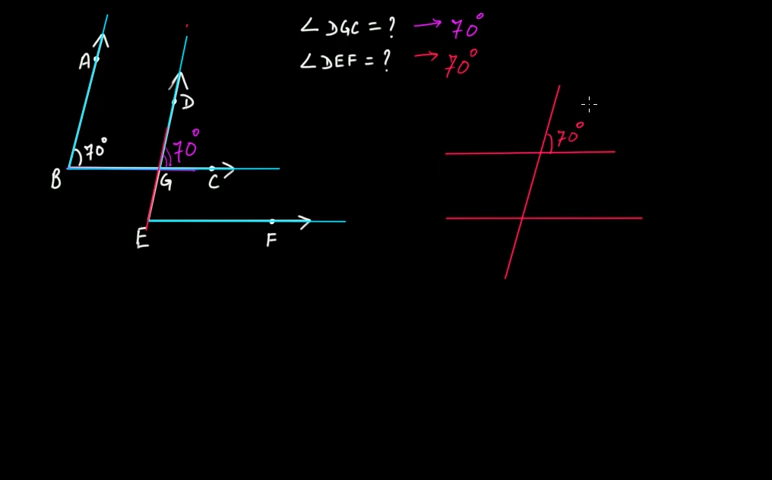 ∠DGC = ? → 70°
∠DEF = ? → 70°
A
D
70°
70°
B
G
C
E
F
70°